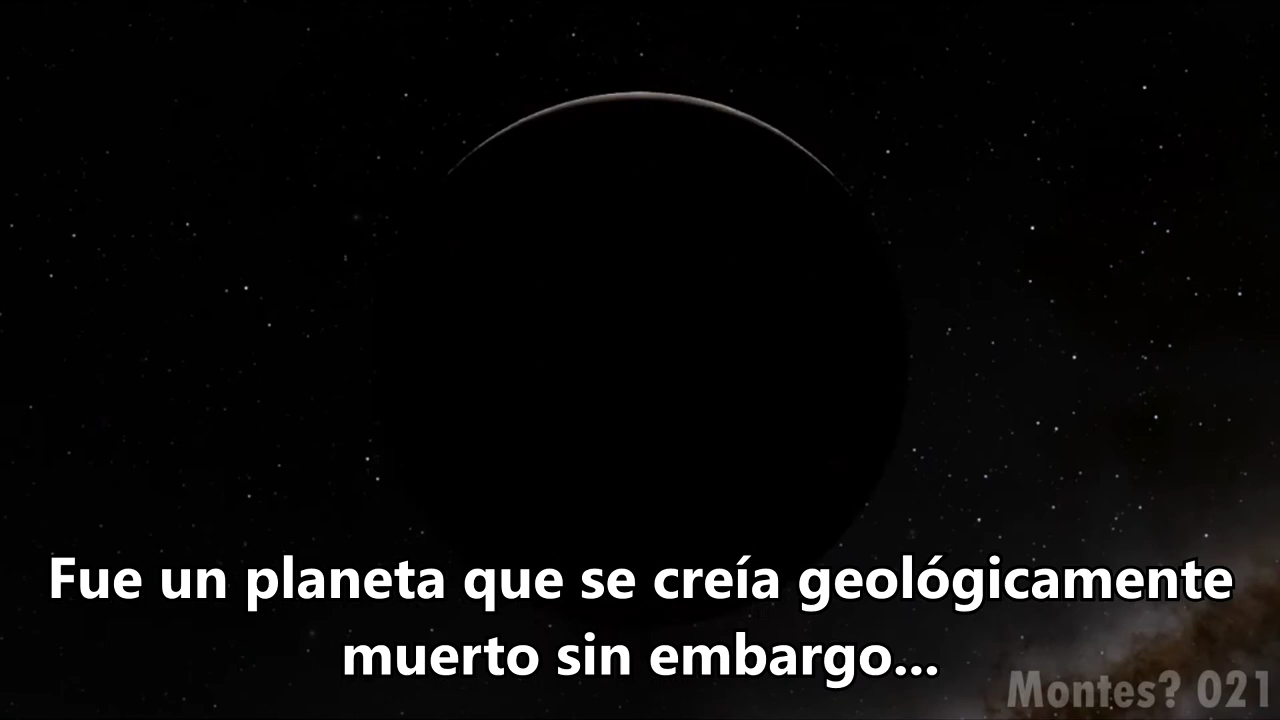 Fue un planeta que se creía geológicamente
muerto sin embargo...
Montes? 021